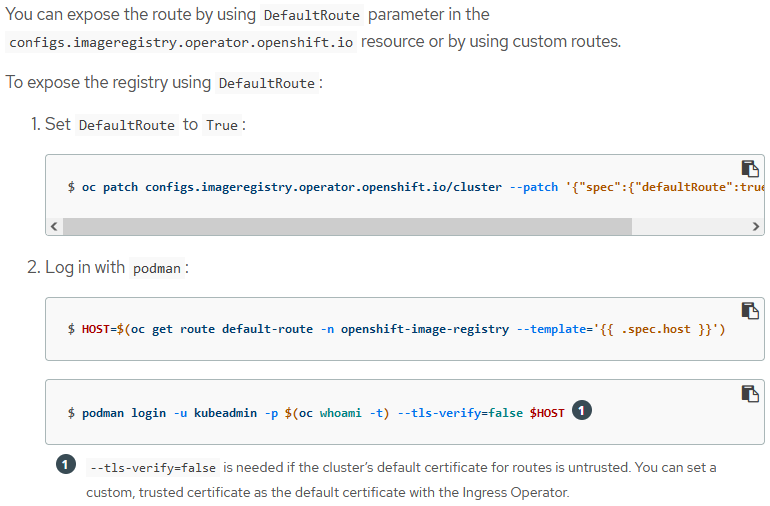 You can expose the route by using DefaultRoute parameter in the
configs.imageregistry.operator.openshift.io resource or by using custom routes.
To expose the registry using DefaultRoute:
1. Set DefaultRoute to True:
$ oc patch configs.imageregistry.operator.openshift.io/cluster --patch '{"spec":{"defaultRoute":true
2. Log in with podman:
$ HOST=$(oc get route default-route -n openshift-image-registry --template='{{ .spec.host }}')
$ podman login -u kubeadmin -p $(oc whoami -t) --tls-verify=false $HOST 1
1 --tls-verify=false is needed if the cluster’s default certificate for routes is untrusted. You can set a
custom, trusted certificate as the default certificate with the Ingress Operator.